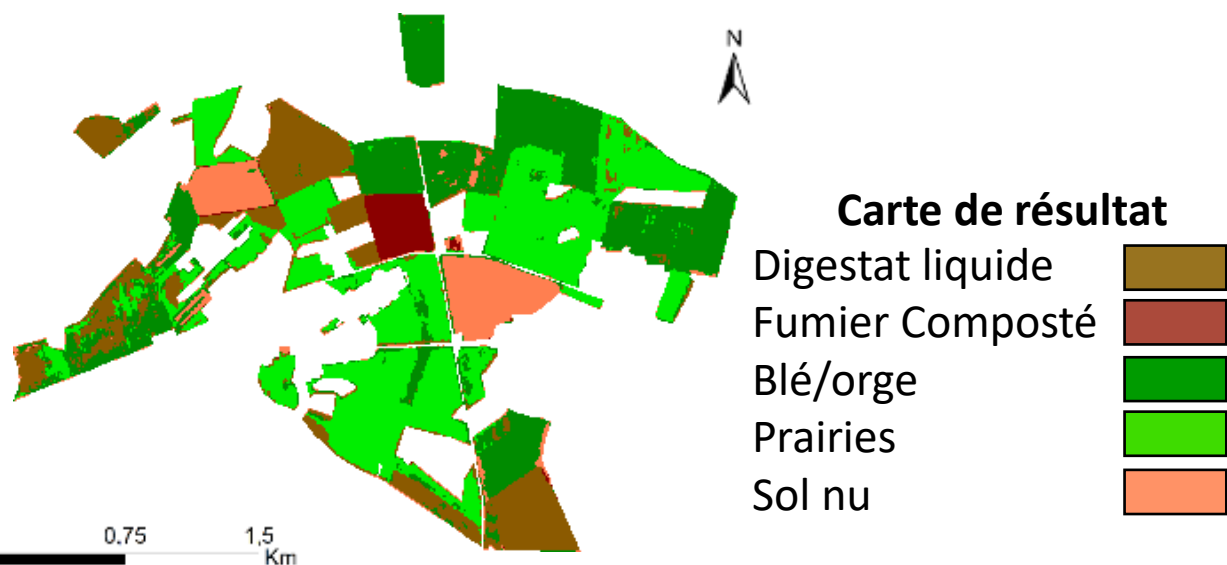 N
Carte de résultat
Digestat liquide
Fumier Composté
Blé/orge
Prairies
Sol nu
0.75 1,5
Km